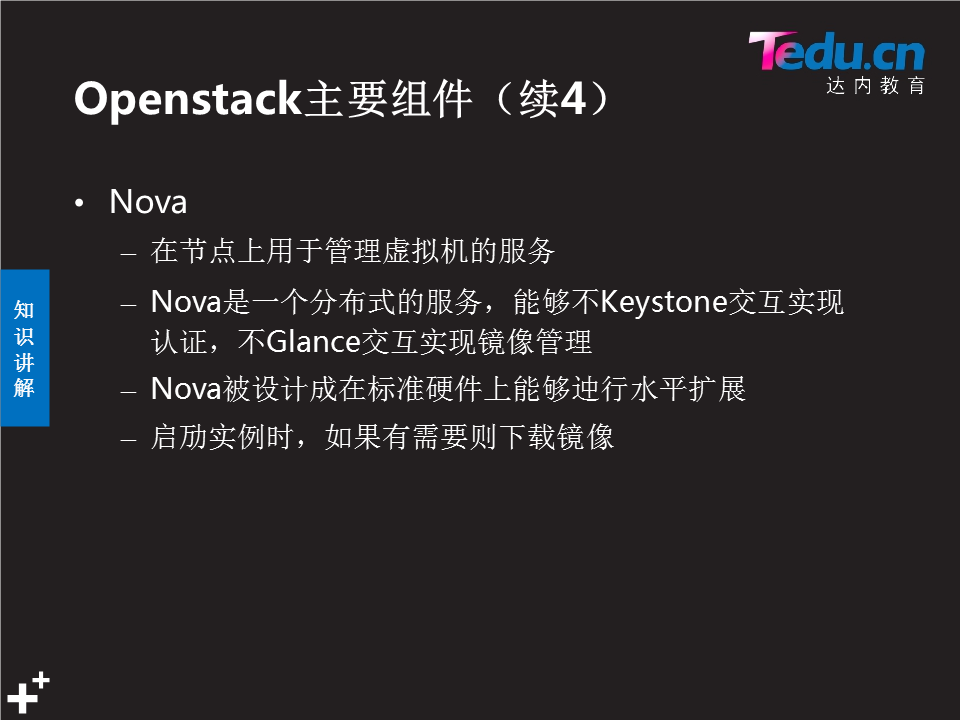 Tedu.cn
达内教育
Openstack主要组件（续4）
• Nova
– 在节点上用于管理虚拟机的服务
– Nova是一个分布式的服务，能够不Keystone交互实现
认证，不Glance交互实现镜像管理
– Nova被设计成在标准硬件上能够迚行水平扩展
– 启劢实例时，如果有需要则下载镜像
知
识
讲
解